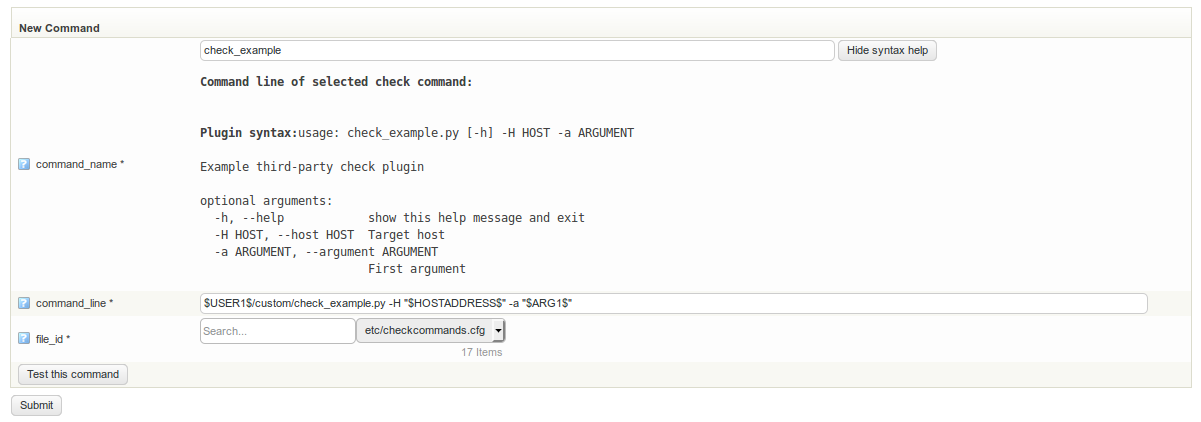 New Command
check_example Hide syntax help
Command line of selected check command:
Plugin syntax:usage: check_example.py [-h] -H HOST -a ARGUMENT
command_name *
Example third-party check plugin
optional arguments:
-h, --help show this help message and exit
-H HOST, --host HOST Target host
-a ARGUMENT, --argument ARGUMENT
First argument
command_line * $USER1$/custom/check_example.py -H "$HOSTADDRESS$" -a "$ARG1$"
file_id * Search... etc/checkcommands.cfg
17 Items
Test this command
Submit